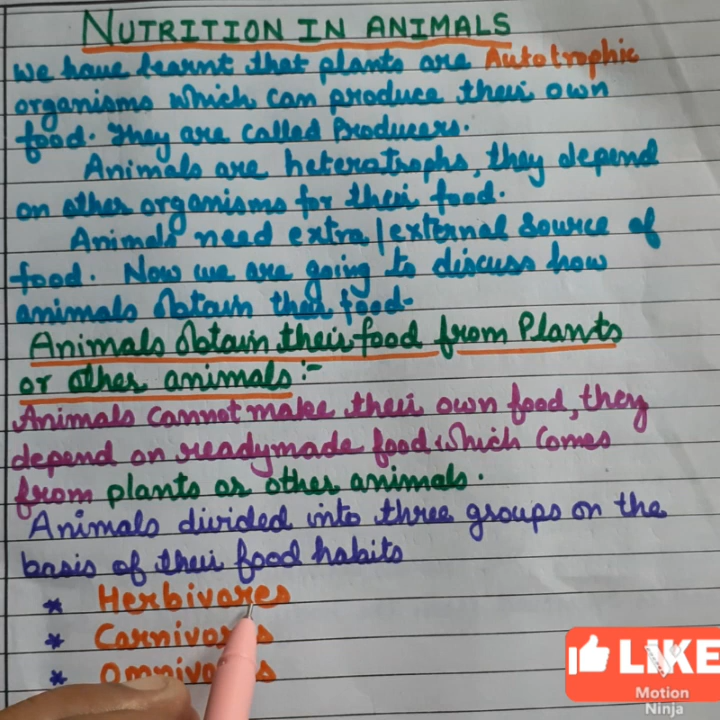 NUTRITION IN ANIMALS
We have learnt that plants are Autotrophic
organisms which can produce their own
food. They are called Producers.
Animals are heteratrophs, they depend
on other organisms for their food.
Animals need extra/external source of
food. Now we are going to discuss how
animals obtain their food-
Animals obtain their food from Plants
or other animals:-
Animals cannot make their own food, they
depend on readymade food which comes
from plants or other animals.
Animals divided into three groups on the
basis of their food habits
* Herbivares
* Carnivares
* Omnivares
LIKE
Motion
Ninja